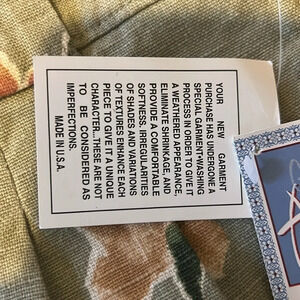 YOUR NEW GARMENT
PURCHASE HAS UNDERGONE A
SPECIAL GARMENT-WASHING
PROCESS IN ORDER TO GIVE IT
A WEATHERED APPEARANCE,
ELIMINATE SHRINKAGE, AND
PROVIDE A COMFORTABLE
SOFTNESS. IRREGULARITIES
OF SHADES AND VARIATIONS
OF TEXTURES ENHANCE EACH
PIECE TO GIVE IT A UNIQUE
CHARACTER...THESE ARE NOT
TO BE CONSIDERED AS
IMPERFECTIONS.
MADE IN U.S.A.